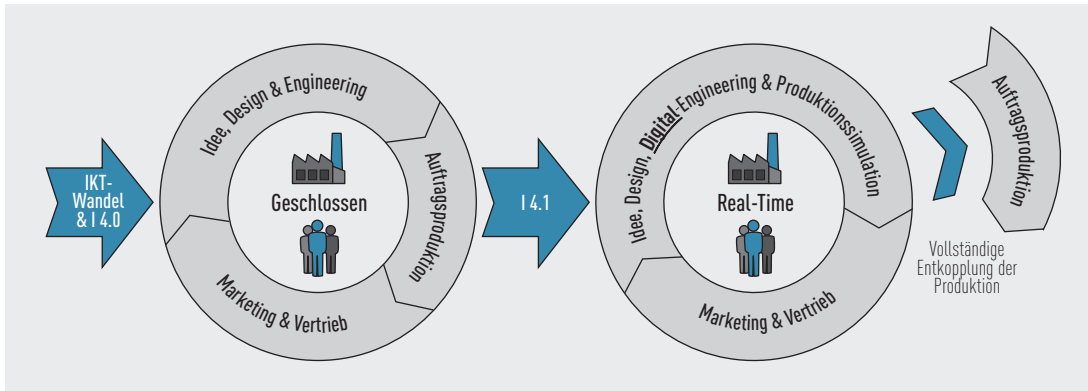 IKT-
Wandel
& I 4.0
Idee, Design & Engineering
Auftragsproduktion
Marketing & Vertrieb
Geschlossen
I 4.1
Idee, Design, Digital-Engineering & Produktionssimulation
Marketing & Vertrieb
Real-Time
Auftragsproduktion
Vollständige
Entkopplung der
Produktion